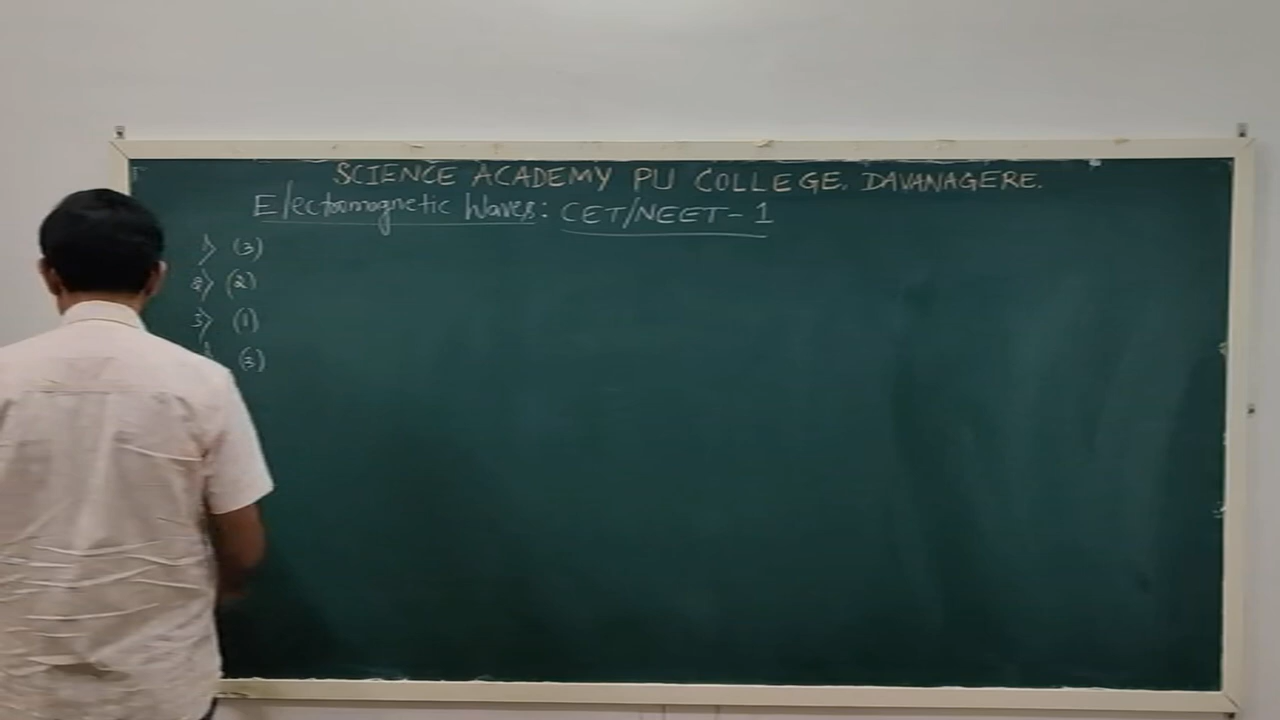 SCIENCE ACADEMY PU COLLEGE, DAVANAGERE.
Electromagnetic Waves: CET/NEET-1
1> (3)
2> (2)
3> (1)
(3)